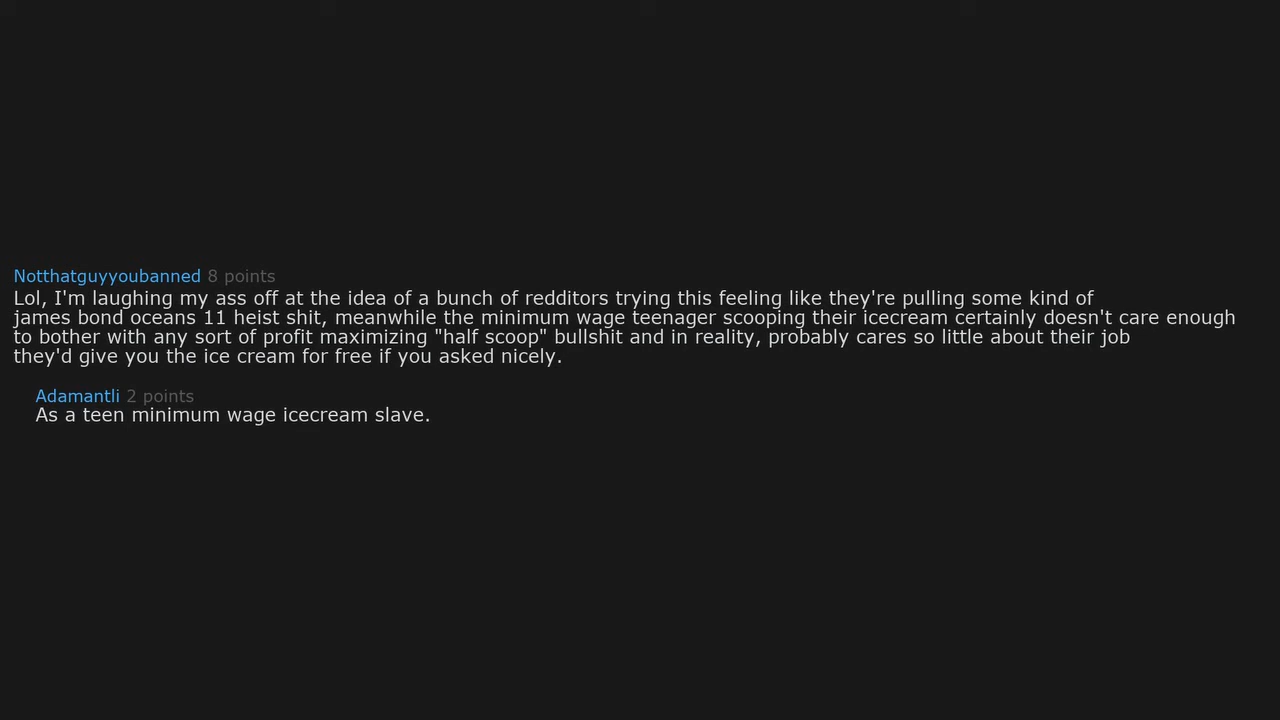 Notthatguyyoubanned 8 points
Lol, I'm laughing my ass off at the idea of a bunch of redditors trying this feeling like they're pulling some kind of
james bond oceans 11 heist shit, meanwhile the minimum wage teenager scooping their icecream certainly doesn't care enough
to bother with any sort of profit maximizing "half scoop" bullshit and in reality, probably cares so little about their job
they'd give you the ice cream for free if you asked nicely.
Adamantli 2 points
As a teen minimum wage icecream slave.